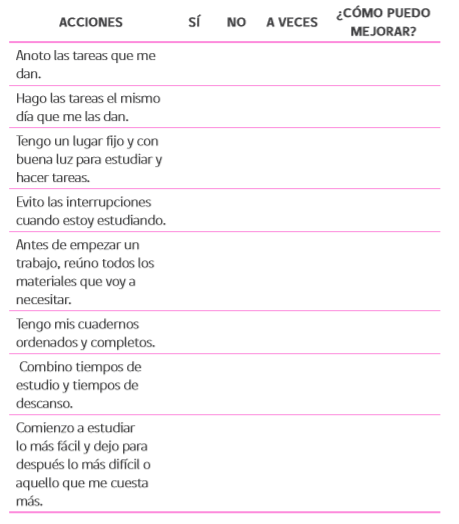 ACCIONES SÍ NO A VECES ¿CÓMO PUEDO MEJORAR?
Anoto las tareas que me
dan.
Hago las tareas el mismo
día que me las dan.
Tengo un lugar fijo y con
buena luz para estudiar y
hacer tareas.
Evito las interrupciones
cuando estoy estudiando.
Antes de empezar un
trabajo, reúno todos los
materiales que voy a
necesitar.
Tengo mis cuadernos
ordenados y completos.
Combino tiempos de
estudio y tiempos de
descanso.
Comienzo a estudiar
lo más fácil y dejo para
después lo más difícil o
aquello que me cuesta
más.